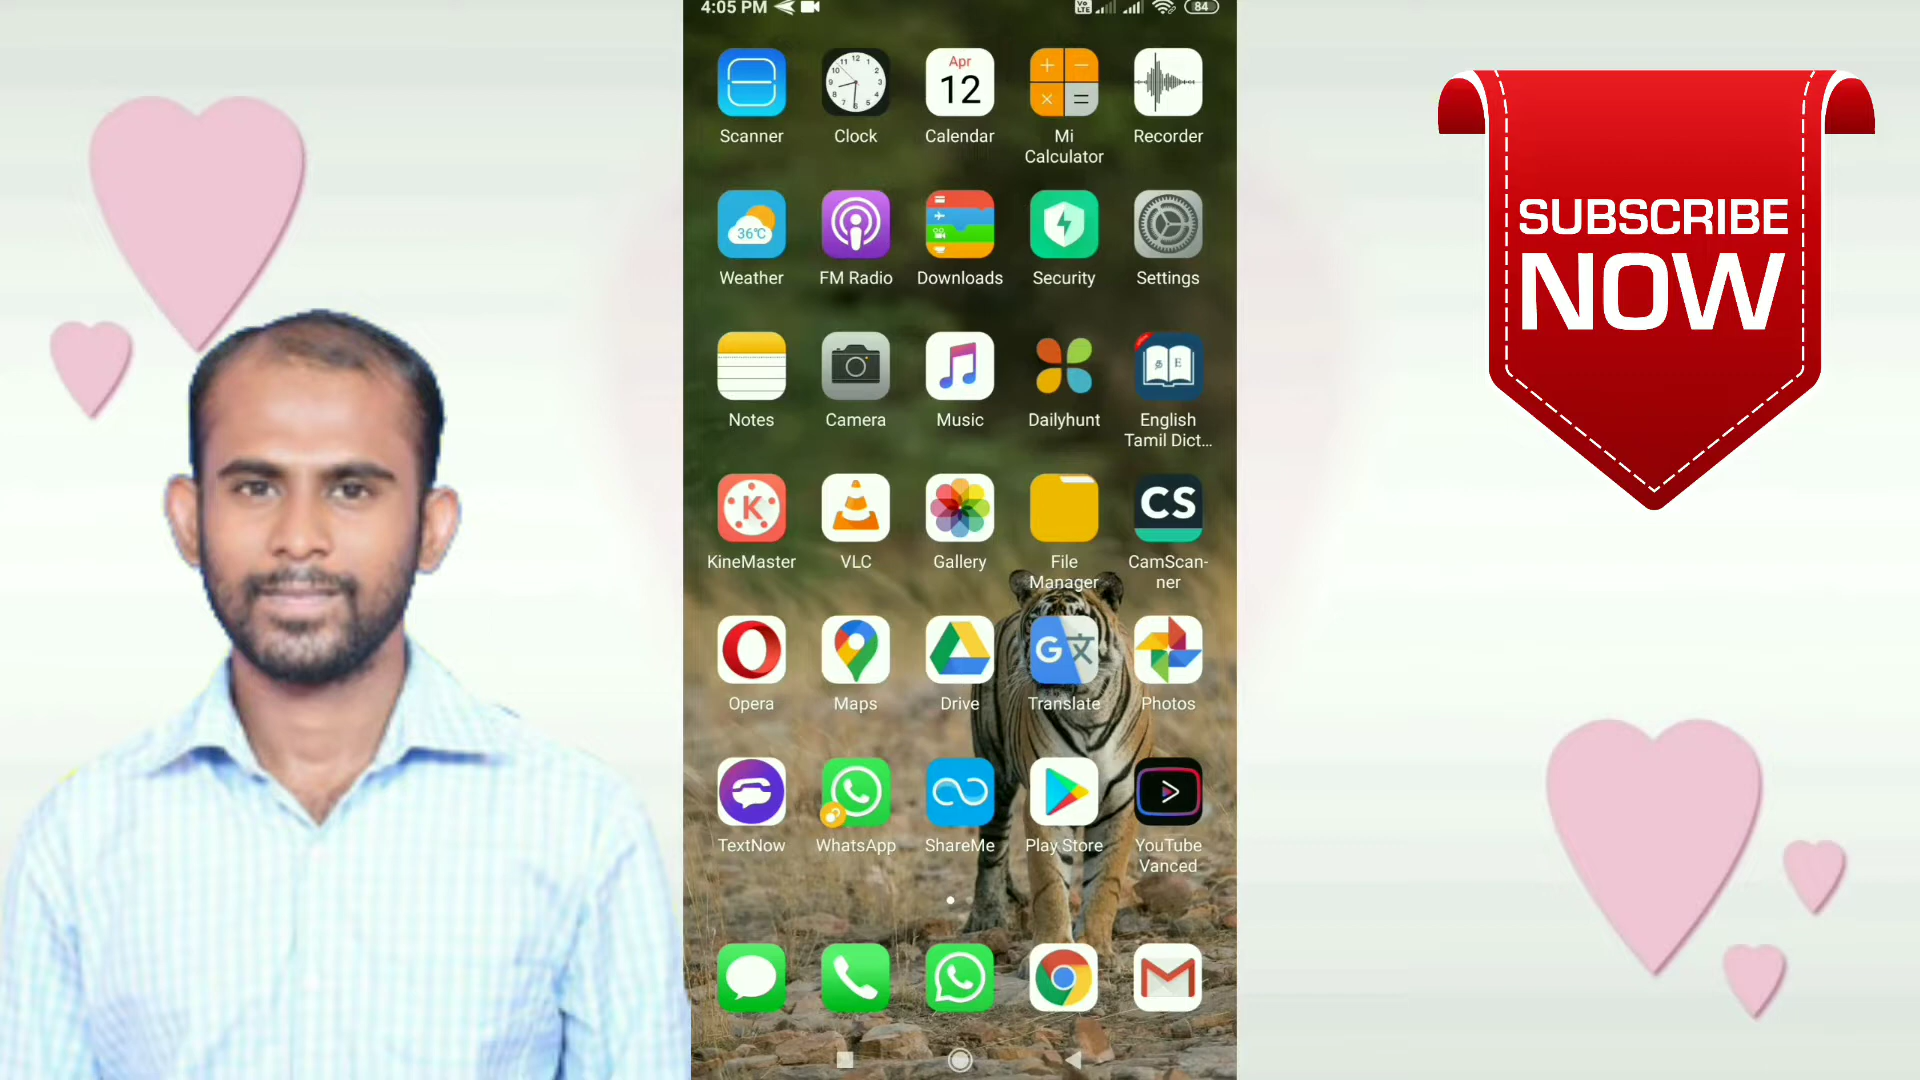 4:05 PM
Vo LTE
84
Apr
12
Scanner
Clock
Calendar
Mi
Calculator
Recorder
36℃
Weather
FM Radio
Downloads
Security
Settings
E
Notes
Camera
Music
Dailyhunt
English
Tamil Dict...
K
CS
KineMaster
VLC
Gallery
File
Manager
CamScan-
ner
G
Opera
Maps
Drive
Translate
Photos
TextNow
WhatsApp
ShareMe
Play Store
YouTube
Vanced
SUBSCRIBE
NOW